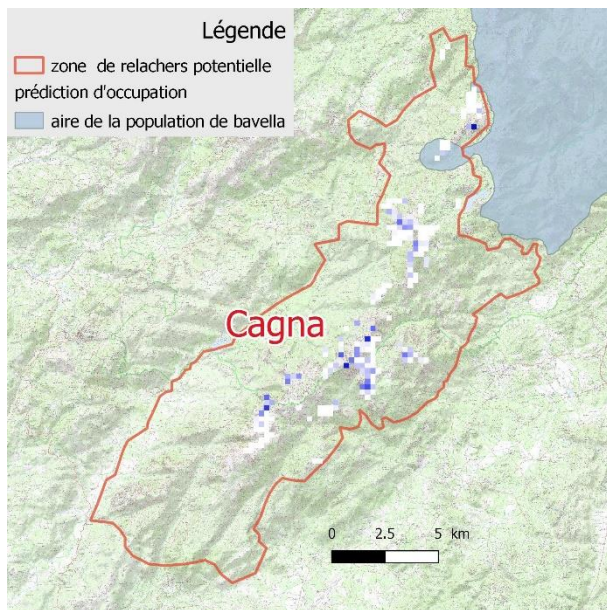 Légende
zone de relachers potentielle
prédiction d'occupation
aire de la population de bavella
Cagna
0 2.5 5 km